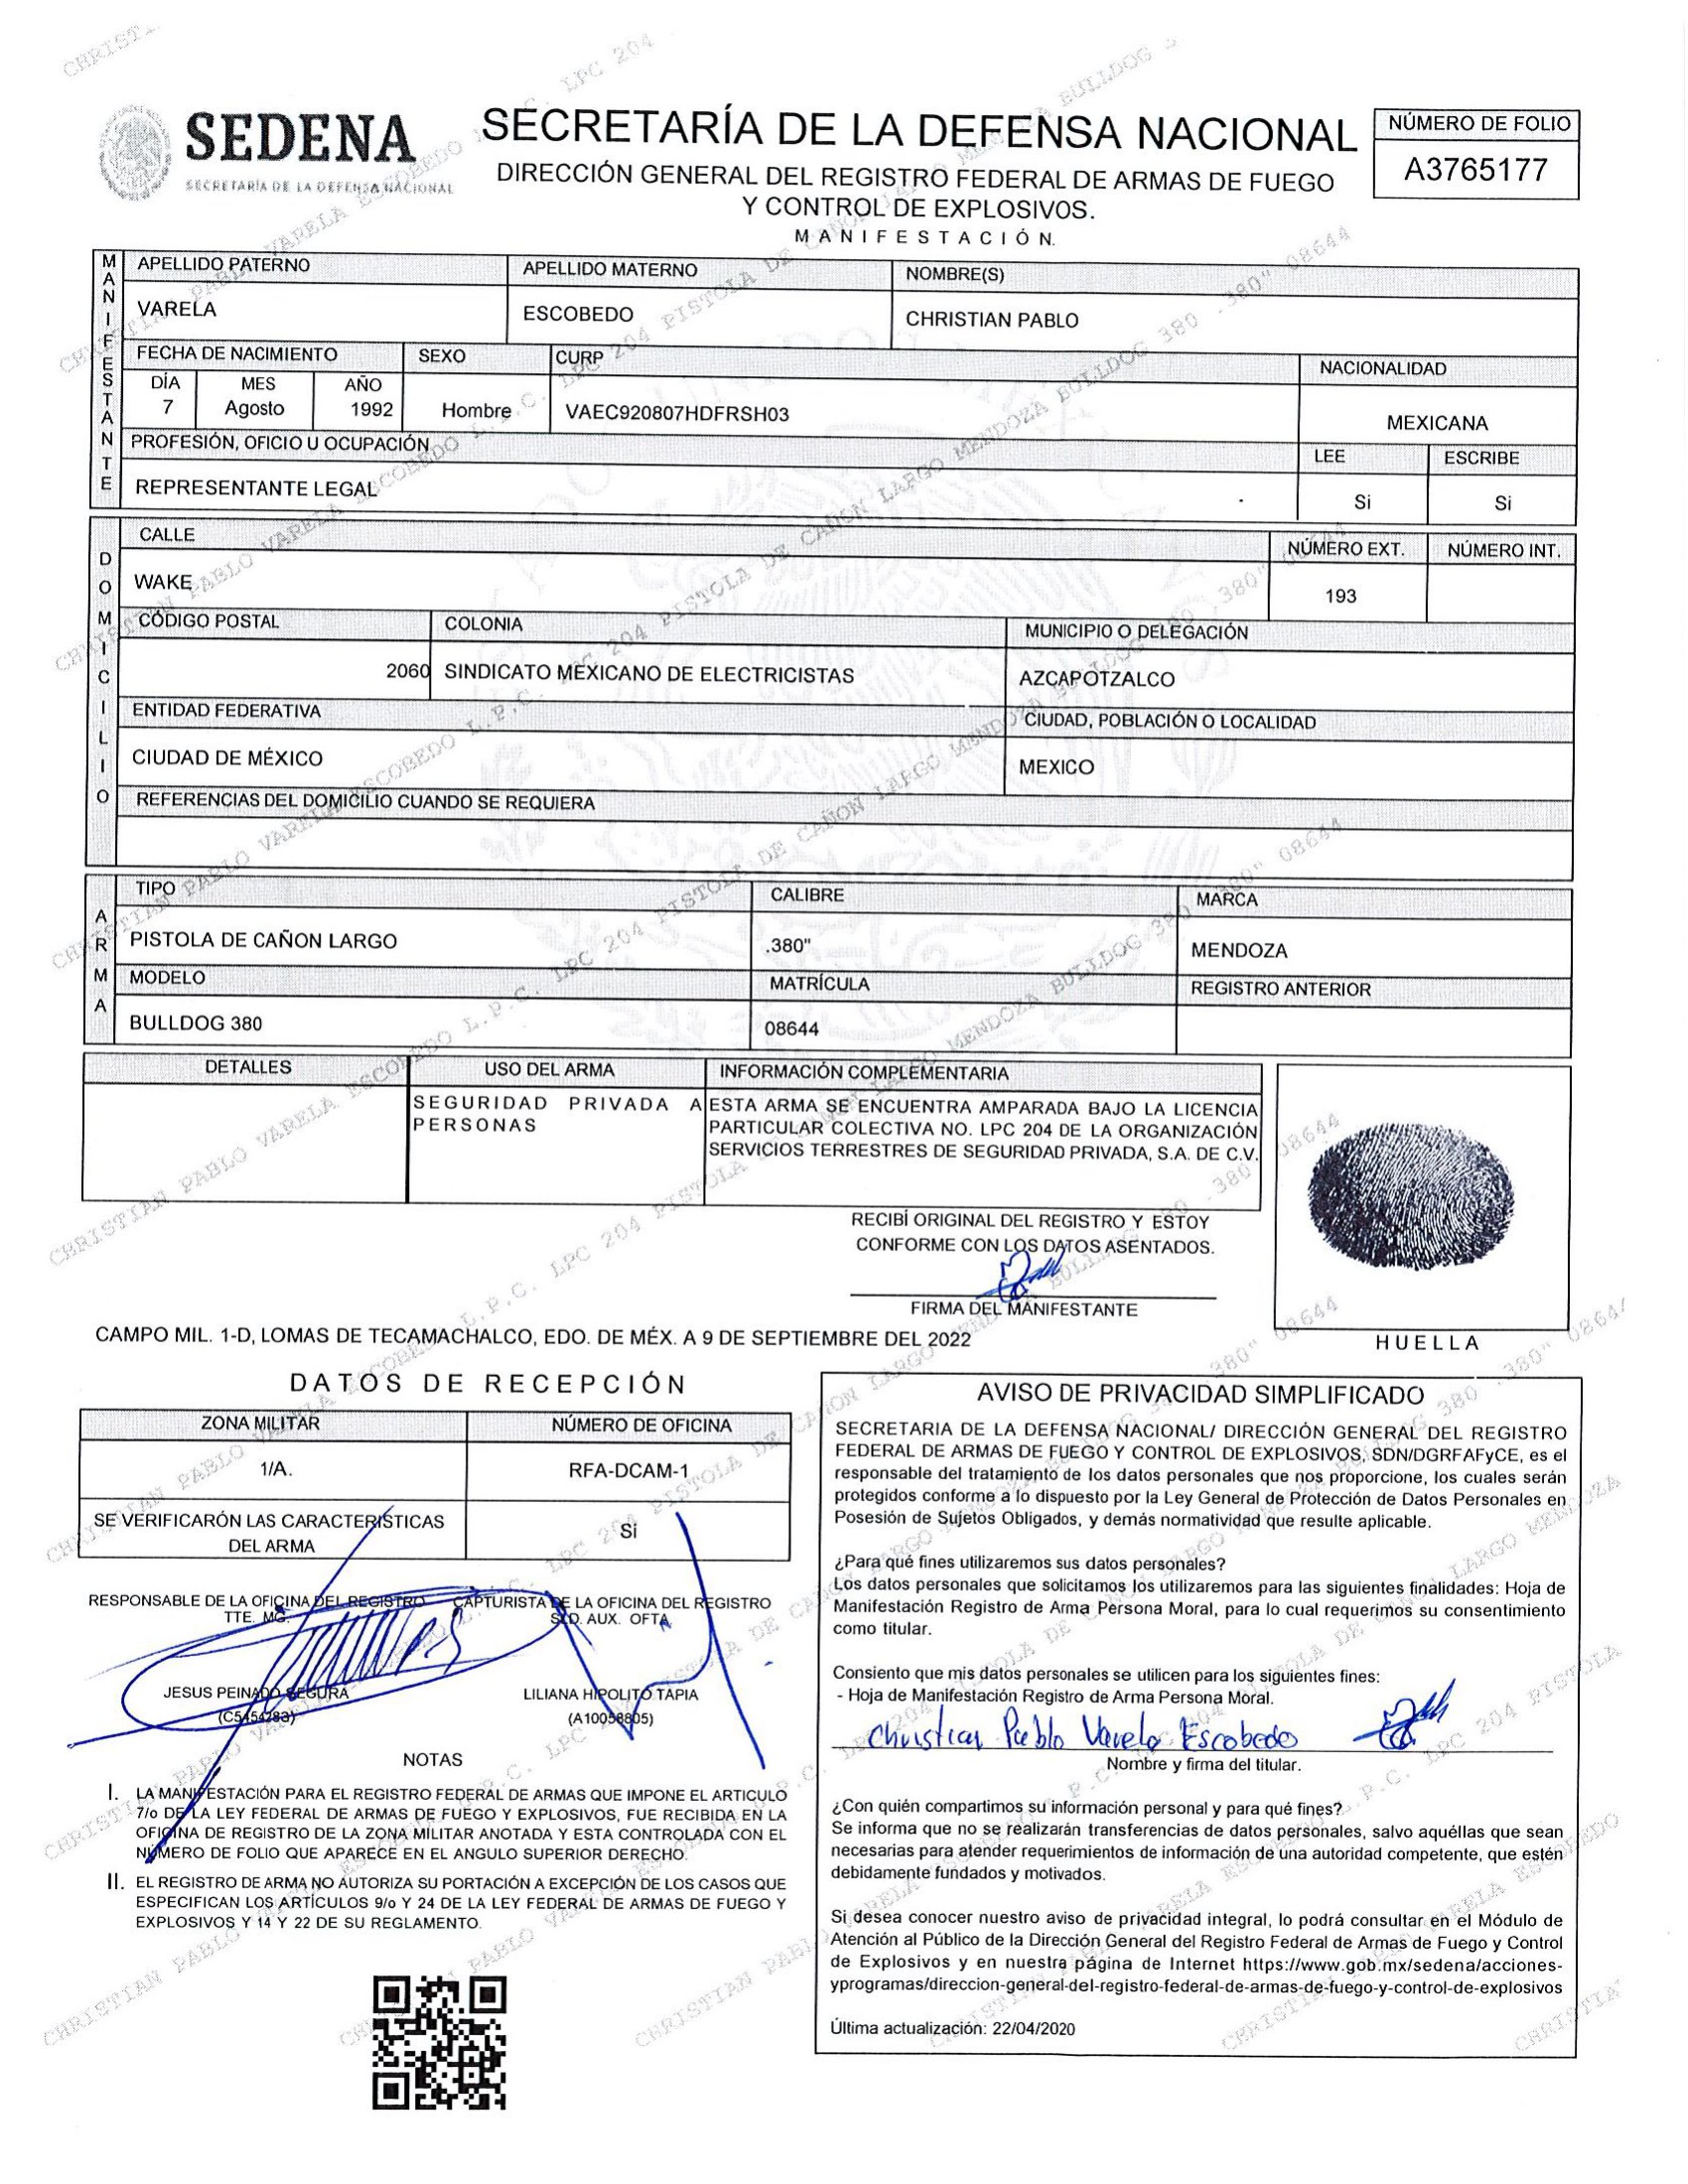 SEDENA
SECRETARÍA DE LA DEFENSA NACIONAL
SECRETARÍA DE LA DEFENSA NACIONAL
DIRECCIÓN GENERAL DEL REGISTRO FEDERAL DE ARMAS DE FUEGO
Y CONTROL DE EXPLOSIVOS.
MANIFESTACIÓN.
NÚMERO DE FOLIO
A3765177
MANIFESTANTE
APELLIDO PATERNO APELLIDO MATERNO NOMBRE(S)
VARELA ESCOBEDO CHRISTIAN PABLO
FECHA DE NACIMIENTO SEXO CURP NACIONALIDAD
DÍA MES AÑO
7 Agosto 1992 Hombre VAEC920807HDFRSH03 MEXICANA
PROFESIÓN, OFICIO U OCUPACIÓN LEE ESCRIBE
REPRESENTANTE LEGAL Si Si
DOMICILIO
CALLE NÚMERO EXT. NÚMERO INT.
WAKE 193
CÓDIGO POSTAL COLONIA MUNICIPIO O DELEGACIÓN
2060 SINDICATO MEXICANO DE ELECTRICISTAS AZCAPOTZALCO
ENTIDAD FEDERATIVA CIUDAD, POBLACIÓN O LOCALIDAD
CIUDAD DE MÉXICO MEXICO
REFERENCIAS DEL DOMICILIO CUANDO SE REQUIERA
ARMA
TIPO CALIBRE MARCA
PISTOLA DE CAÑON LARGO .380" MENDOZA
MODELO MATRÍCULA REGISTRO ANTERIOR
BULLDOG 380 08644
DETALLES USO DEL ARMA INFORMACIÓN COMPLEMENTARIA
SEGURIDAD PRIVADA A PERSONAS
ESTA ARMA SE ENCUENTRA AMPARADA BAJO LA LICENCIA
PARTICULAR COLECTIVA NO. LPC 204 DE LA ORGANIZACIÓN
SERVICIOS TERRESTRES DE SEGURIDAD PRIVADA, S.A. DE C.V.
RECIBÍ ORIGINAL DEL REGISTRO Y ESTOY
CONFORME CON LOS DATOS ASENTADOS.
FIRMA DEL MANIFESTANTE
HUELLA
CAMPO MIL. 1-D, LOMAS DE TECAMACHALCO, EDO. DE MÉX. A 9 DE SEPTIEMBRE DEL 2022
DATOS DE RECEPCIÓN
ZONA MILITAR NÚMERO DE OFICINA
1/A. RFA-DCAM-1
SE VERIFICARÓN LAS CARACTERÍSTICAS
DEL ARMA
Si
RESPONSABLE DE LA OFICINA DEL REGISTRO CAPTURISTA DE LA OFICINA DEL REGISTRO
TTE. MG. SLD. AUX. OFTA
JESUS PEINADO SEGURA LILIANA HIPOLITO TAPIA
(C5454283) (A10058805)
NOTAS
I. LA MANIFESTACIÓN PARA EL REGISTRO FEDERAL DE ARMAS QUE IMPONE EL ARTICULO
7/o DE LA LEY FEDERAL DE ARMAS DE FUEGO Y EXPLOSIVOS, FUE RECIBIDA EN LA
OFICINA DE REGISTRO DE LA ZONA MILITAR ANOTADA Y ESTA CONTROLADA CON EL
NÚMERO DE FOLIO QUE APARECE EN EL ANGULO SUPERIOR DERECHO.
II. EL REGISTRO DE ARMA NO AUTORIZA SU PORTACIÓN A EXCEPCIÓN DE LOS CASOS QUE
ESPECIFICAN LOS ARTÍCULOS 9/o Y 24 DE LA LEY FEDERAL DE ARMAS DE FUEGO Y
EXPLOSIVOS Y 14 Y 22 DE SU REGLAMENTO.
AVISO DE PRIVACIDAD SIMPLIFICADO
SECRETARIA DE LA DEFENSA NACIONAL/ DIRECCIÓN GENERAL DEL REGISTRO
FEDERAL DE ARMAS DE FUEGO Y CONTROL DE EXPLOSIVOS, SDN/DGRFAFyCE, es el
responsable del tratamiento de los datos personales que nos proporcione, los cuales serán
protegidos conforme a lo dispuesto por la Ley General de Protección de Datos Personales en
Posesión de Sujetos Obligados, y demás normatividad que resulte aplicable.
¿Para qué fines utilizaremos sus datos personales?
Los datos personales que solicitamos los utilizaremos para las siguientes finalidades: Hoja de
Manifestación Registro de Arma Persona Moral, para lo cual requerimos su consentimiento
como titular.
Consiento que mis datos personales se utilicen para los siguientes fines:
- Hoja de Manifestación Registro de Arma Persona Moral.
Christian Pablo Varela Escobedo
Nombre y firma del titular.
¿Con quién compartimos su información personal y para qué fines?
Se informa que no se realizarán transferencias de datos personales, salvo aquéllas que sean
necesarias para atender requerimientos de información de una autoridad competente, que estén
debidamente fundados y motivados.
Si desea conocer nuestro aviso de privacidad integral, lo podrá consultar en el Módulo de
Atención al Público de la Dirección General del Registro Federal de Armas de Fuego y Control
de Explosivos y en nuestra página de Internet https://www.gob.mx/sedena/acciones-
yprogramas/direccion-general-del-registro-federal-de-armas-de-fuego-y-control-de-explosivos
Última actualización: 22/04/2020
CHRISTIAN PABLO VARELA ESCOBEDO L.P.C. LPC 204 PISTOLA DE CAÑON LARGO MENDOZA BULLDOG 380 .380" 08644